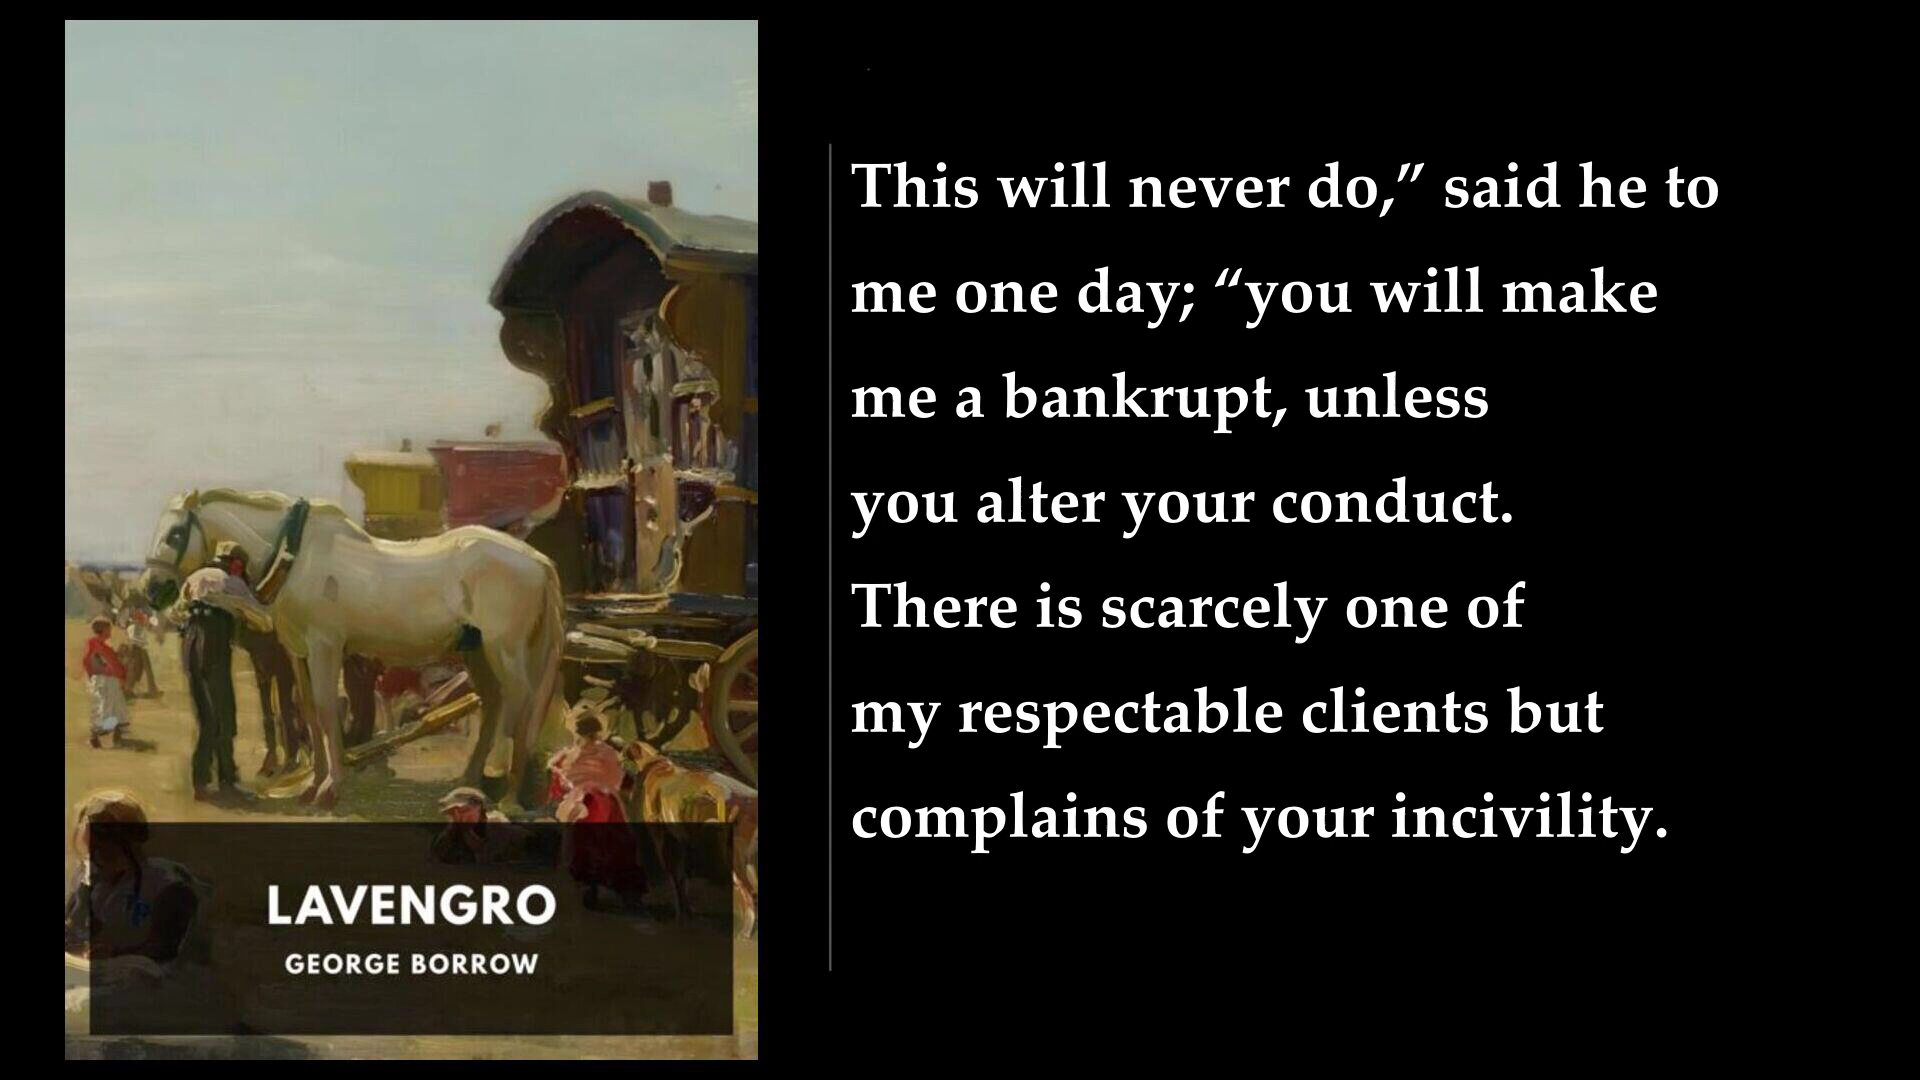 This will never do,” said he to
me one day; “you will make
me a bankrupt, unless
you alter your conduct.
There is scarcely one of
my respectable clients but
complains of your incivility.
LAVENGRO
GEORGE BORROW